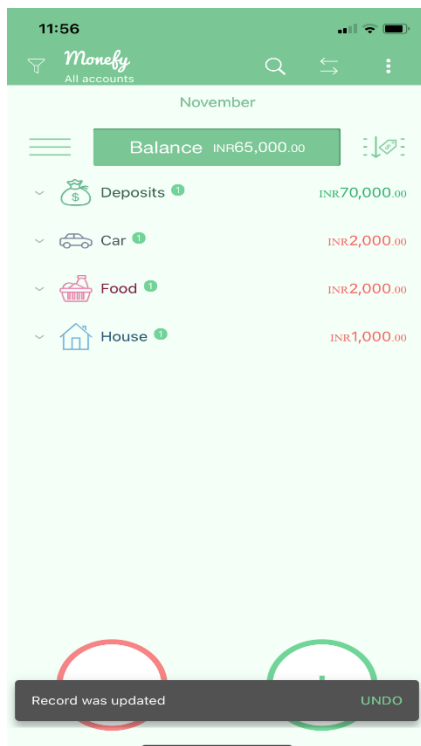 11:56
Monefy
All accounts
November
Balance INR65,000.00
Deposits 1 INR70,000.00
Car 1 INR2,000.00
Food 1 INR2,000.00
House 1 INR1,000.00
Record was updated UNDO